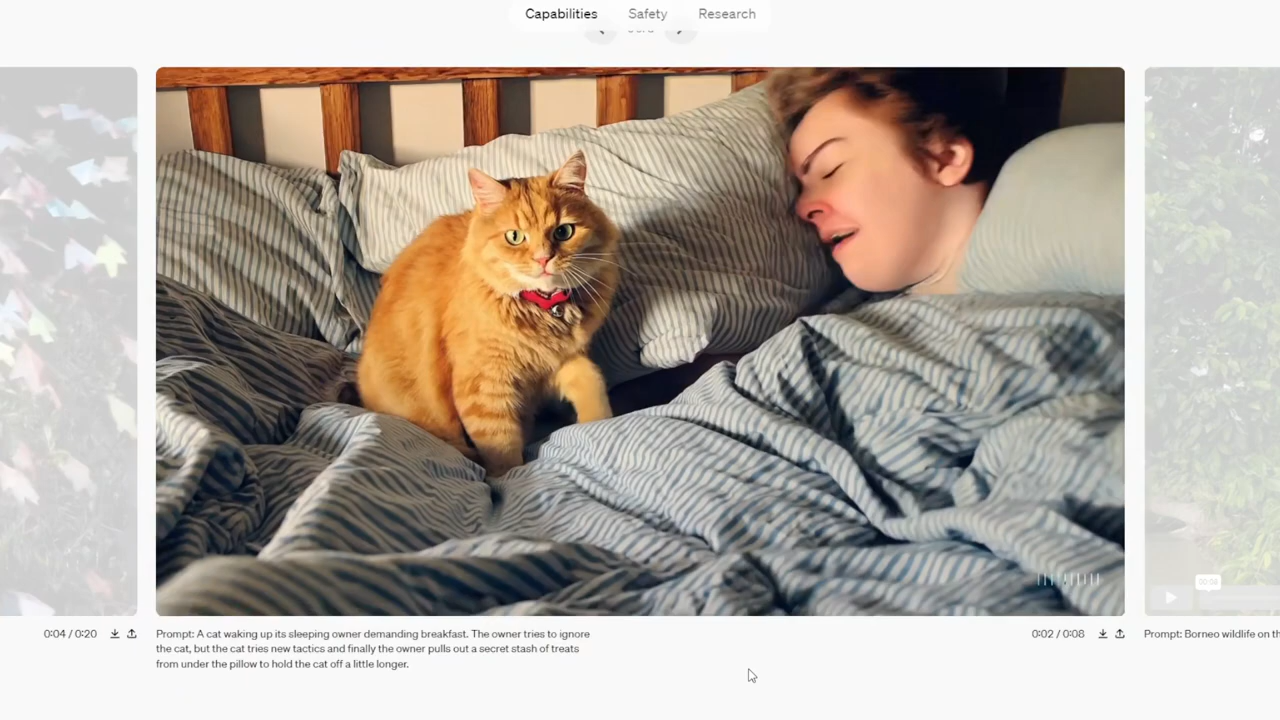 Capabilities Safety Research
00:08
0:04 / 0:20
Prompt: A cat waking up its sleeping owner demanding breakfast. The owner tries to ignore
the cat, but the cat tries new tactics and finally the owner pulls out a secret stash of treats
from under the pillow to hold the cat off a little longer.
0:02 / 0:08
Prompt: Borneo wildlife on th